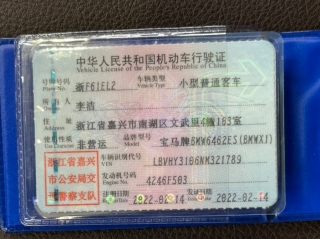 中华人民共和国机动车行驶证
Vehicle License of the People's Republic of China
号牌号码 浙F61EL2 车辆类型 小型普通客车
Plate No. Vehicle Type
所有人 李浩
住址 浙江省嘉兴市南湖区文武里4幢103室
使用性质 非营运 品牌型号 宝马牌BMW6462ES(BMWX1)
Use Character
浙江省嘉兴 车辆识别代号 LBVHY3106NM321789
VIN
市公安局交 发动机号码 4246F503
Engine No.
警察支队 注册日期 2022-02-14 发证日期 2022-02-14